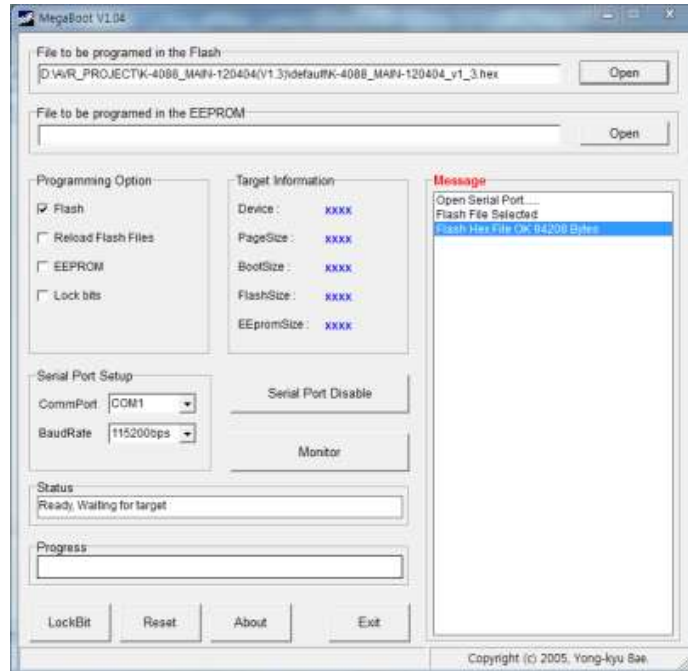 MegaBoot V1.04
File to be programed in the Flash
D:\AVR_PROJECT\K-4088_MAIN-120404(V1.3)\default\K-4088_MAIN-120404_v1_3.hex
Open
File to be programed in the EEPROM
Open
Programming Option
Flash
Reload Flash Files
EEPROM
Lock bits
Target Information
Device : xxxx
PageSize : xxxx
BootSize : xxxx
FlashSize : xxxx
EEpromSize : xxxx
Message
Open Serial Port.....
Flash File Selected
Flash Hex File OK 94208 Bytes
Serial Port Setup
CommPort COM1
BaudRate 115200bps
Serial Port Disable
Monitor
Status
Ready, Waiting for target
Progress
LockBit Reset About Exit
Copyright (c) 2005, Yong-kyu Bae.